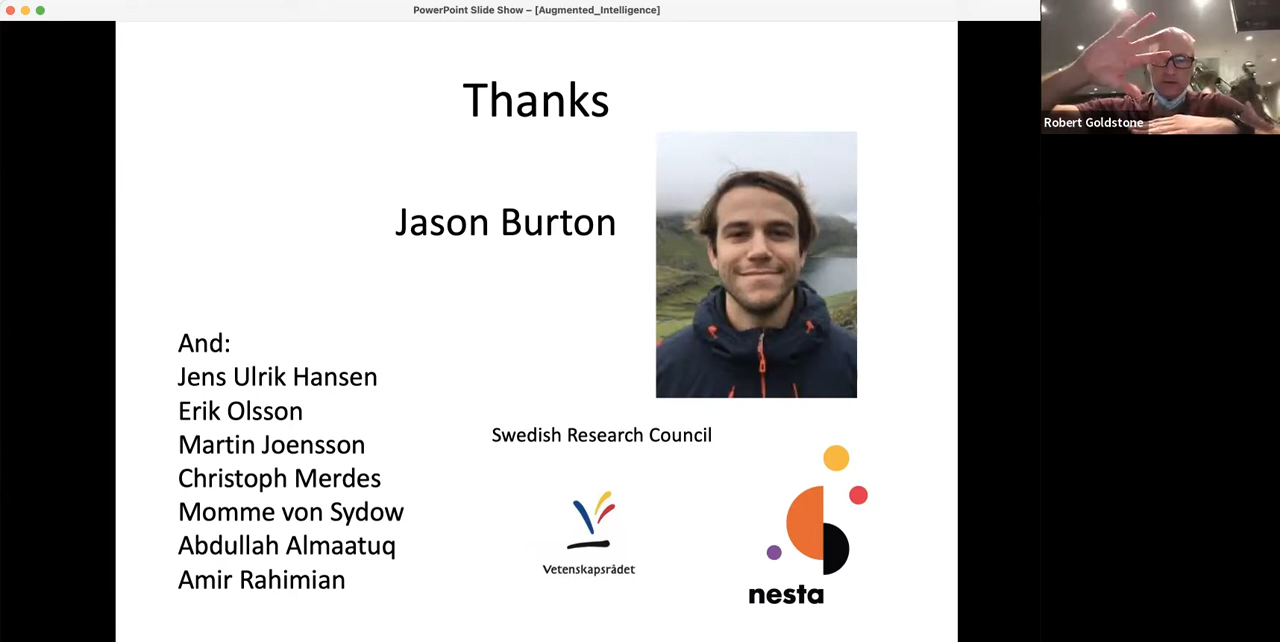 PowerPoint Slide Show – [Augmented_Intelligence]
Robert Goldstone
Thanks
Jason Burton
And:
Jens Ulrik Hansen
Erik Olsson
Martin Joensson
Christoph Merdes
Momme von Sydow
Abdullah Almaatuq
Amir Rahimian
Swedish Research Council
Vetenskapsrådet
nesta